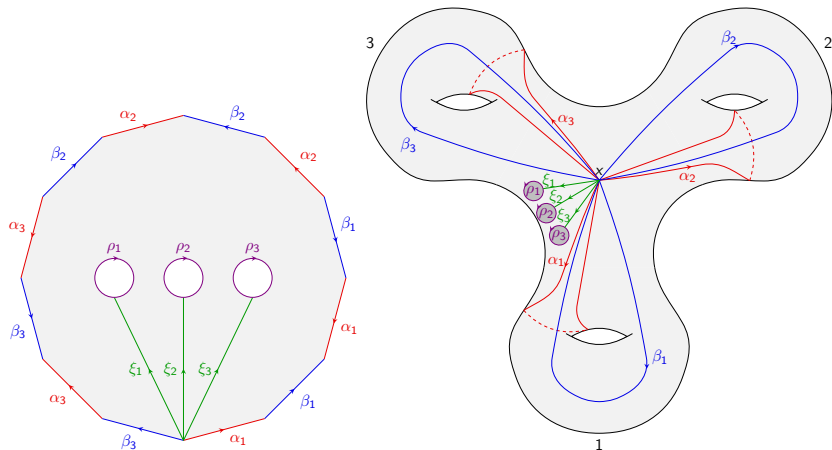 α₂
β₂
β₂
α₂
α₃
β₁
ρ₁
ρ₂
ρ₃
β₃
α₁
ξ₁
ξ₂
ξ₃
α₃
β₁
β₃
α₁
3
2
β₂
α₃
β₃
x
ξ₁
α₂
ρ₁
ξ₂
ρ₂
ξ₃
ρ₃
α₁
β₁
1